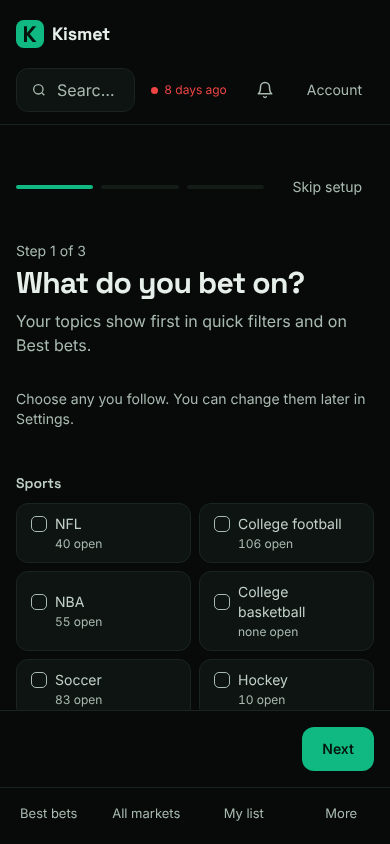 K Kismet
Searc...
8 days ago
Account
Skip setup
Step 1 of 3
What do you bet on?
Your topics show first in quick filters and on
Best bets.
Choose any you follow. You can change them later in
Settings.
Sports
NFL
40 open
College football
106 open
NBA
55 open
College
basketball
none open
Soccer
83 open
Hockey
10 open
Next
Best bets
All markets
My list
More